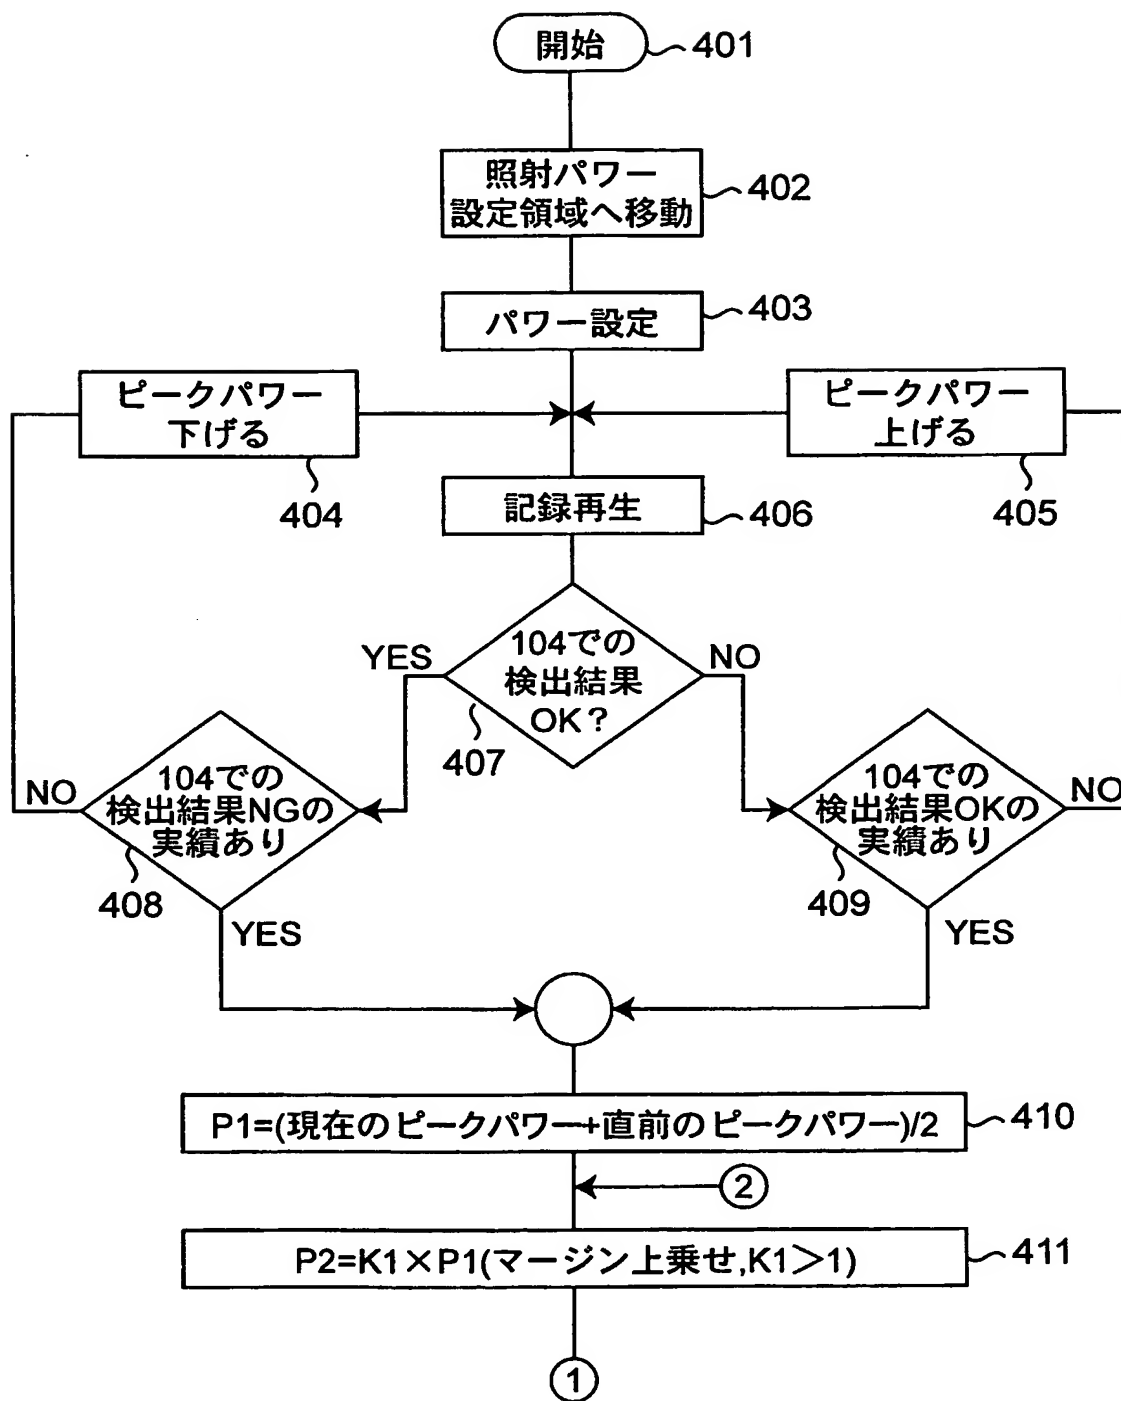 開始
401
照射パワー
設定領域へ移動
402
パワー設定
403
ピークパワー
下げる
404
ピークパワー
上げる
405
記録再生
406
104での
検出結果
OK?
407
YES
NO
104での
検出結果NGの
実績あり
408
NO
YES
104での
検出結果OKの
実績あり
409
NO
YES
P1=(現在のピークパワー+直前のピークパワー)/2
410
2
P2=K1×P1(マージン上乗せ,K1>1)
411
1